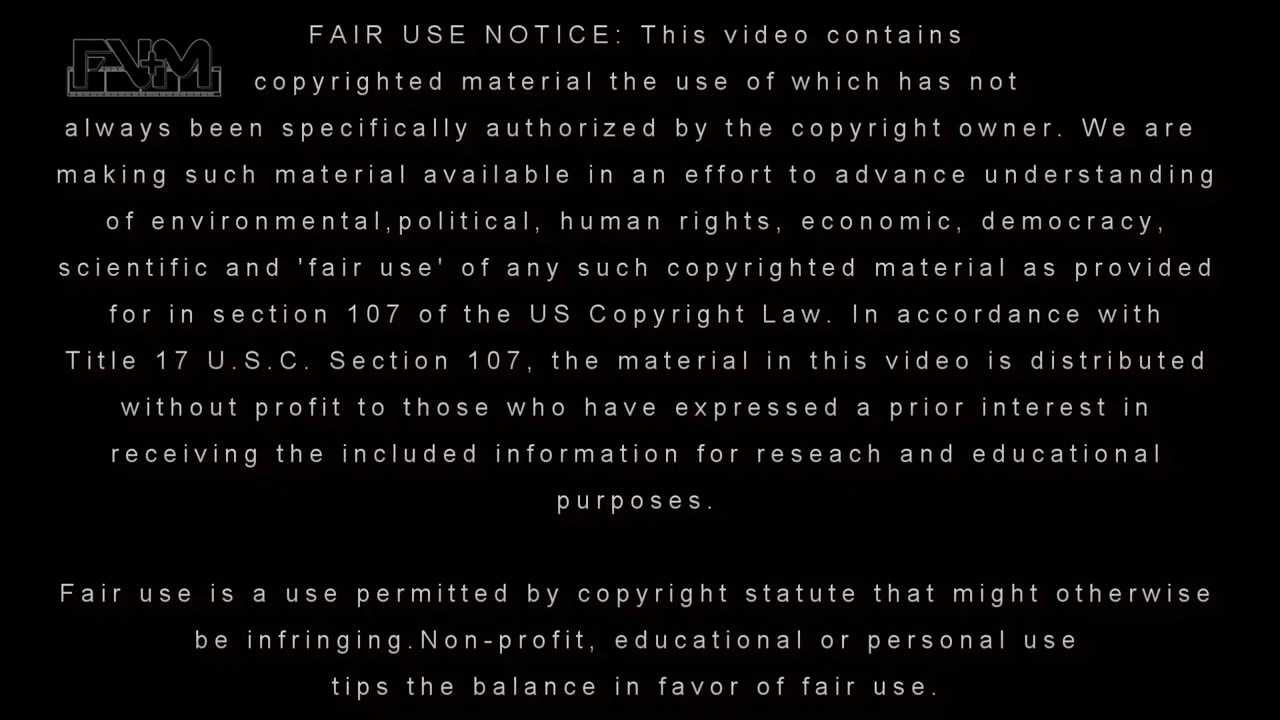 FAIR USE NOTICE: This video contains
FA+M
copyrighted material the use of which has not
always been specifically authorized by the copyright owner. We are
making such material available in an effort to advance understanding
of environmental,political, human rights, economic, democracy,
scientific and 'fair use' of any such copyrighted material as provided
for in section 107 of the US Copyright Law. In accordance with
Title 17 U.S.C. Section 107, the material in this video is distributed
without profit to those who have expressed a prior interest in
receiving the included information for reseach and educational
purposes.
Fair use is a use permitted by copyright statute that might otherwise
be infringing.Non-profit, educational or personal use
tips the balance in favor of fair use.